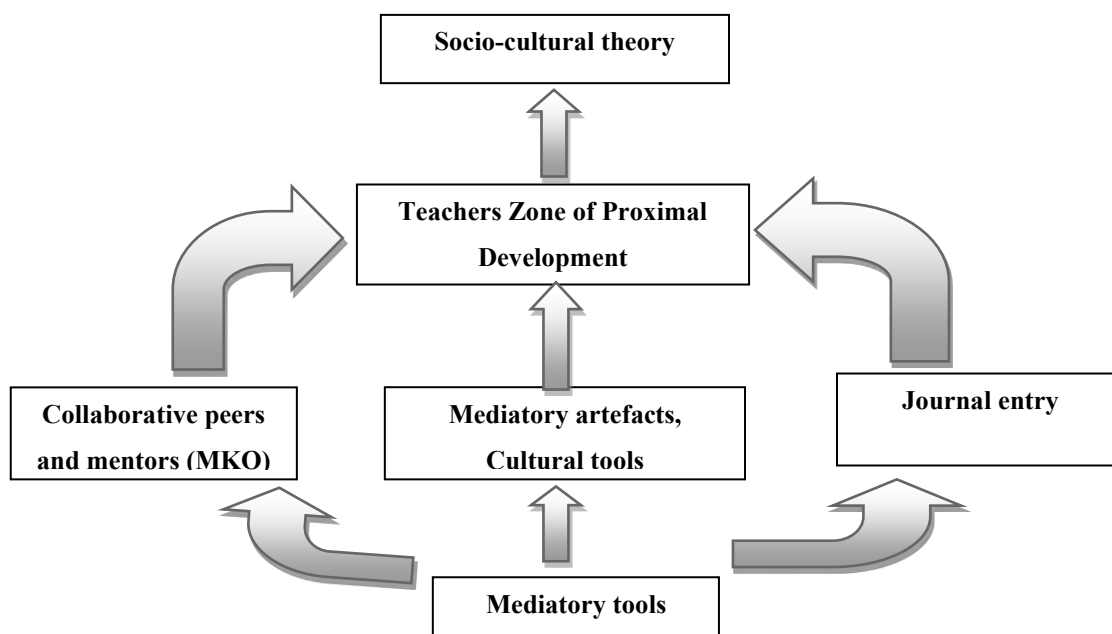 Socio-cultural theory
Teachers Zone of Proximal
Development
Collaborative peers
and mentors (MKO)
Mediatory artefacts,
Cultural tools
Journal entry
Mediatory tools